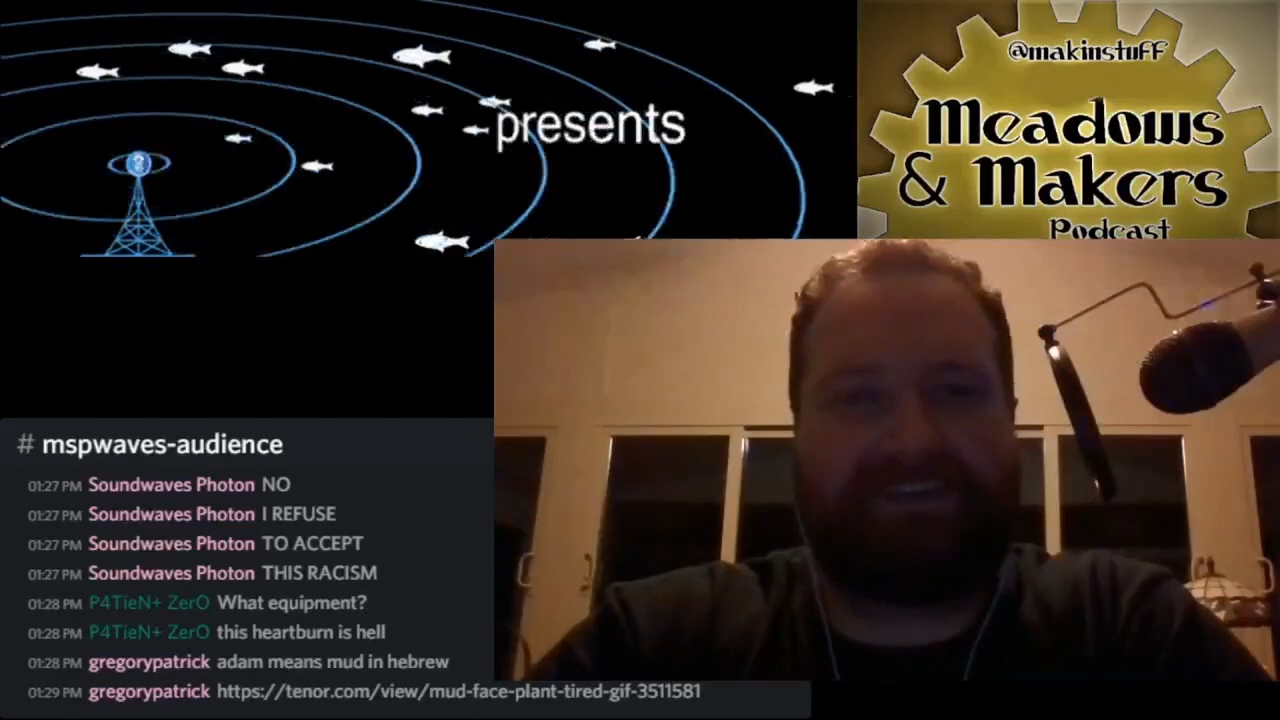 presents
@makinstuff
Meadows
& Makers
Podcast
# mspwaves-audience
01:27 PM Soundwaves Photon NO
01:27 PM Soundwaves Photon I REFUSE
01:27 PM Soundwaves Photon TO ACCEPT
01:27 PM Soundwaves Photon THIS RACISM
01:28 PM P4TieN+ ZerO What equipment?
01:28 PM P4TieN+ ZerO this heartburn is hell
01:28 PM gregorypatrick adam means mud in hebrew
01:29 PM gregorypatrick https://tenor.com/view/mud-face-plant-tired-gif-3511581